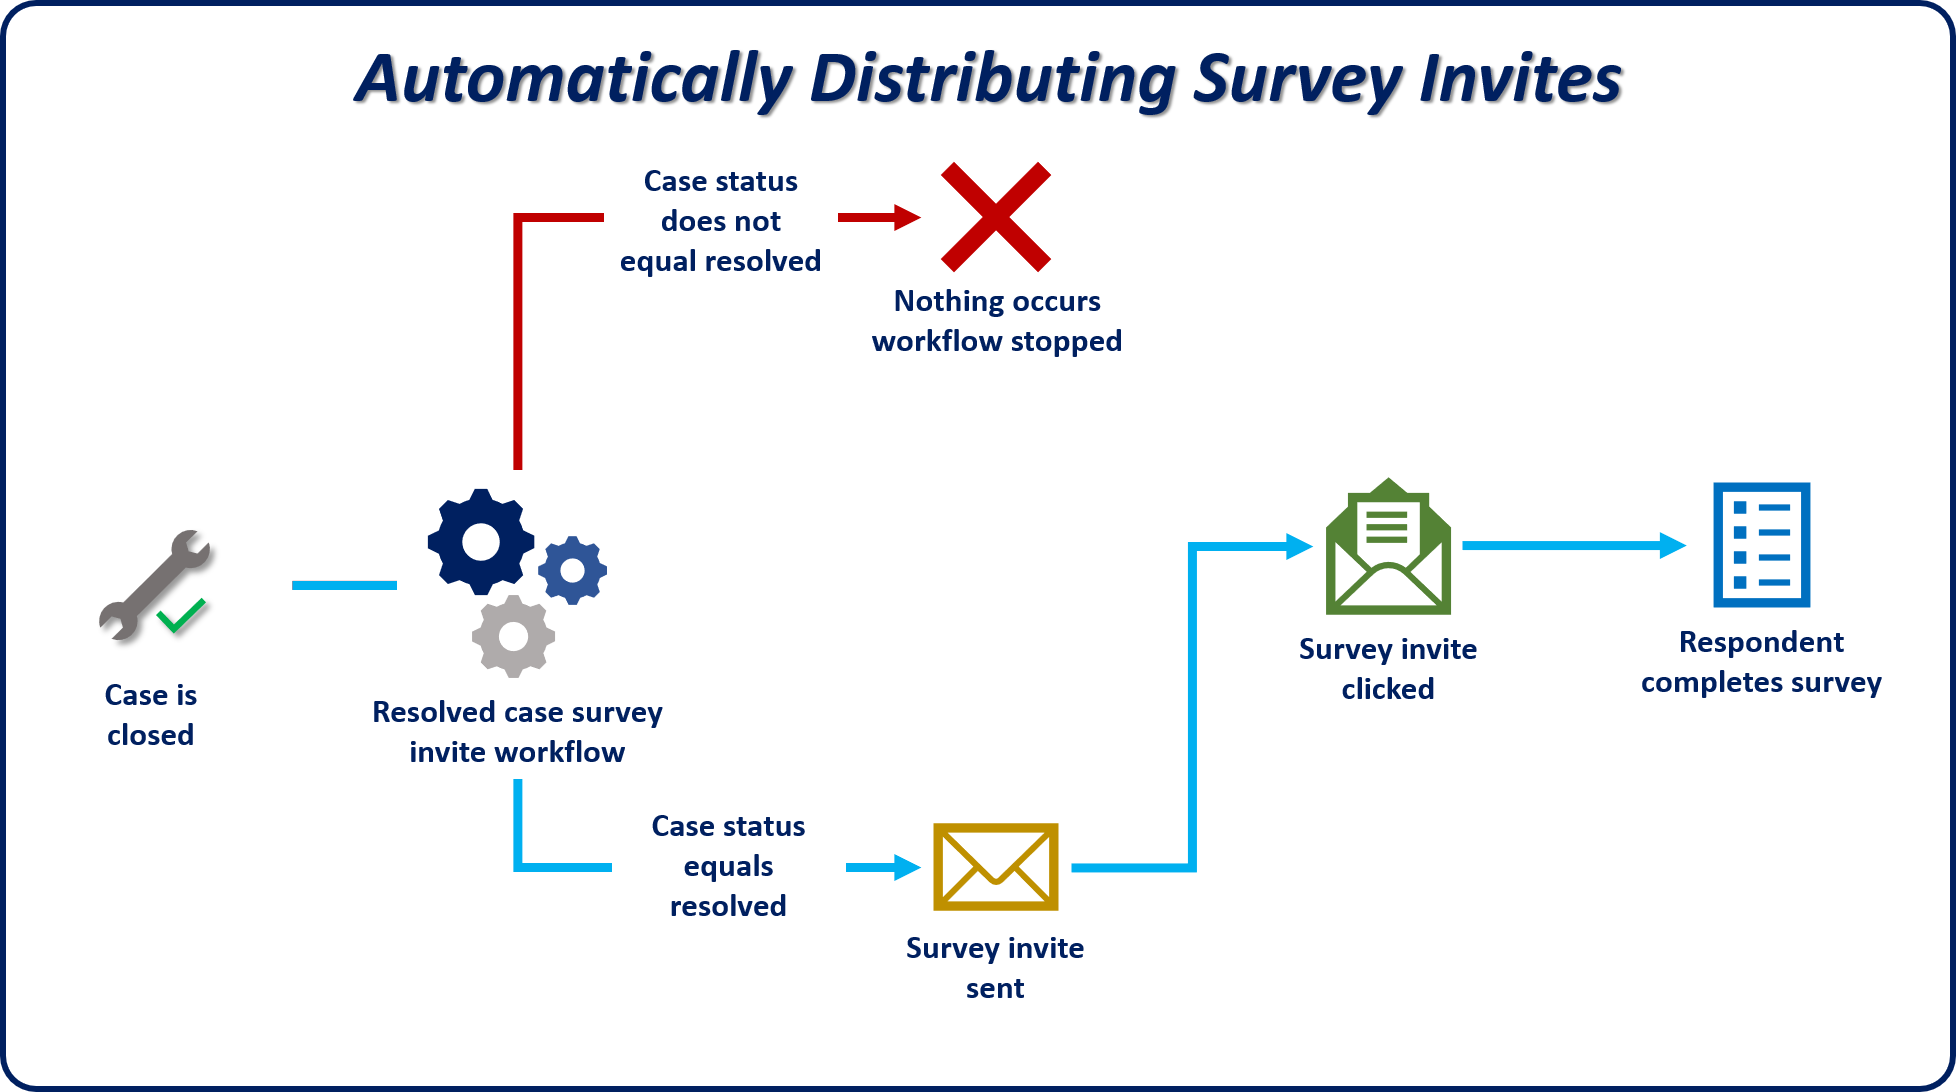 Automatically Distributing Survey Invites
Case status
does not
equal resolved
Nothing occurs
workflow stopped
Case is
closed
Resolved case survey
invite workflow
Case status
equals
resolved
Survey invite
sent
Survey invite
clicked
Respondent
completes survey